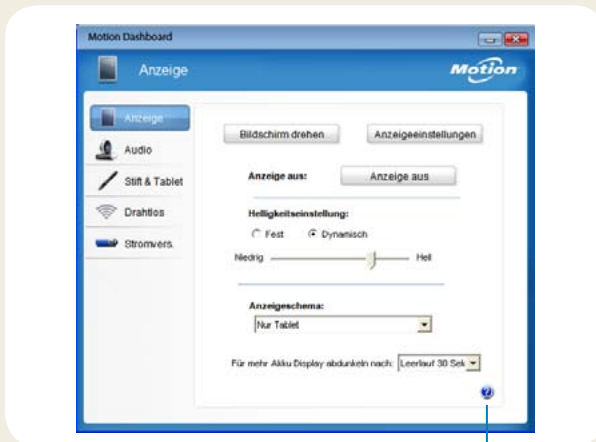 Motion Dashboard
Anzeige
Motion
Anzeige
Audio
Stift & Tablet
Drahtlos
Stromvers.
Bildschirm drehen
Anzeigeeinstellungen
Anzeige aus:
Anzeige aus
Helligkeitseinstellung:
Fest
Dynamisch
Niedrig
Hell
Anzeigeschema:
Nur Tablet
Für mehr Akku Display abdunkeln nach: Leerlauf 30 Sek
?